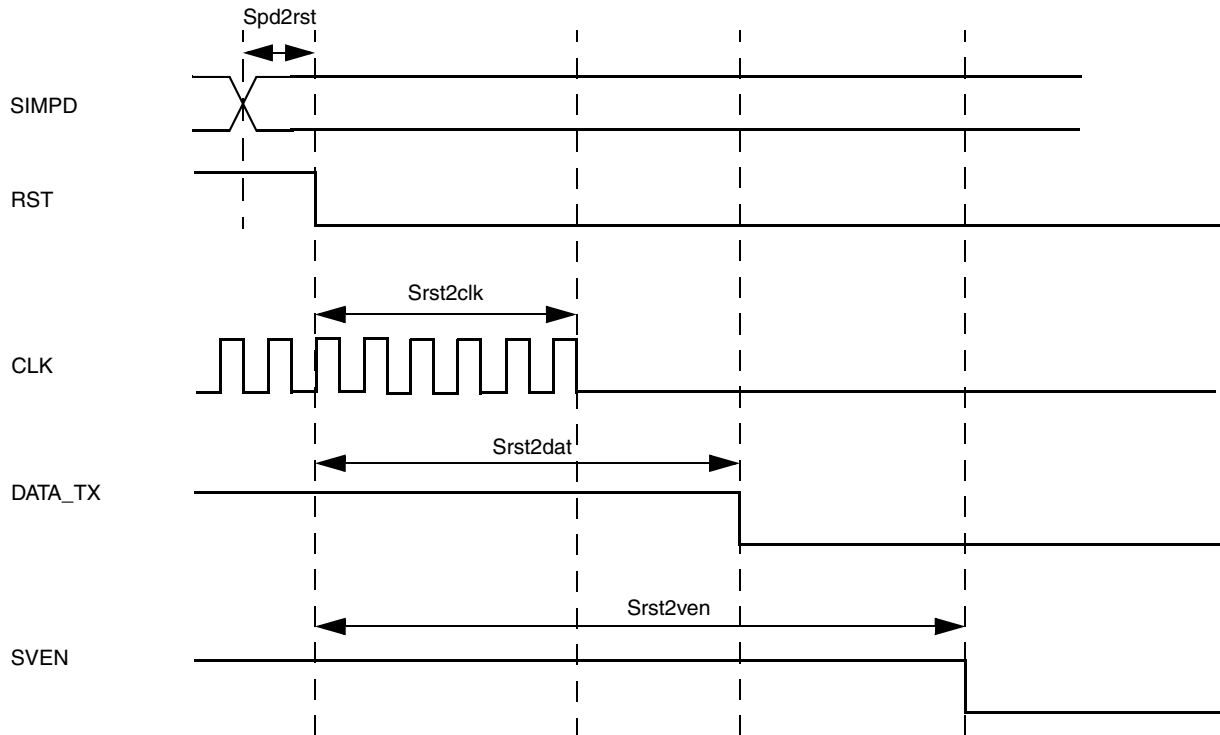 Spd2rst
SIMPD
RST
Srst2clk
CLK
Srst2dat
DATA_TX
Srst2ven
SVEN